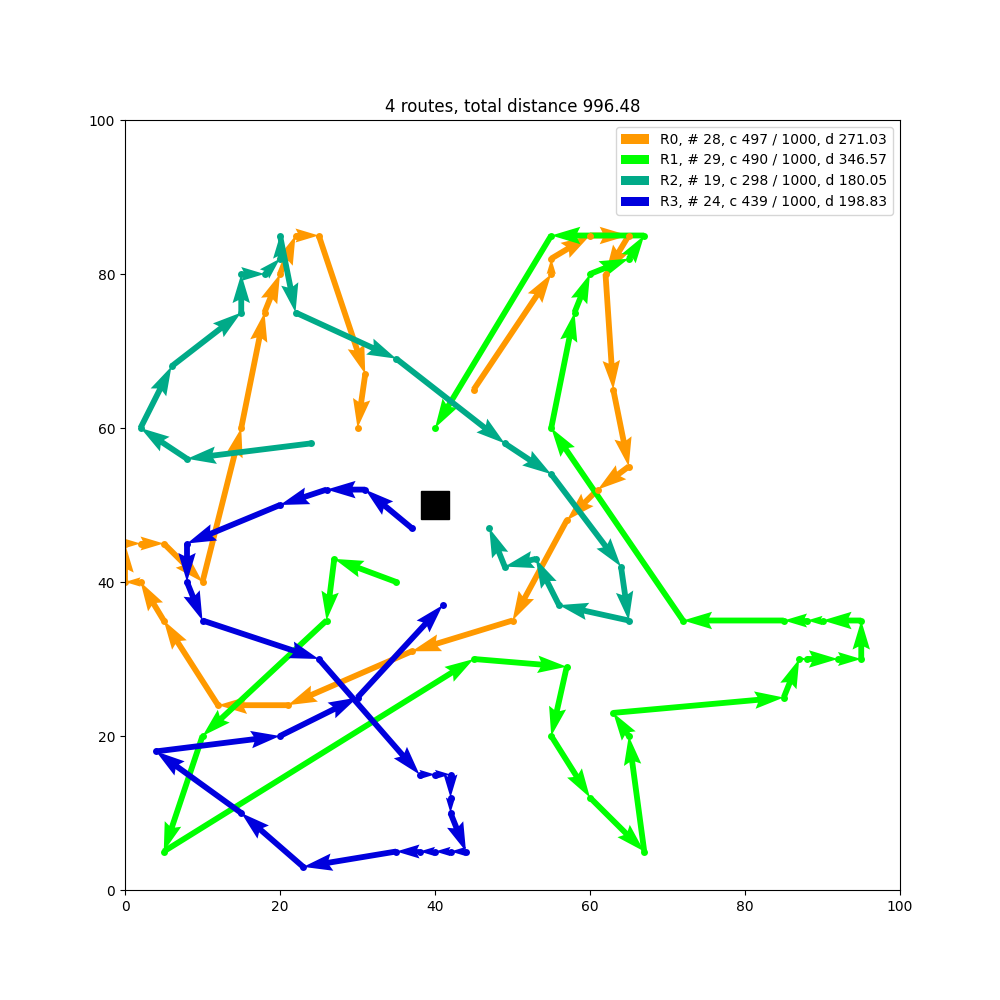 4 routes, total distance 996.48
R0, # 28, c 497 / 1000, d 271.03
R1, # 29, c 490 / 1000, d 346.57
R2, # 19, c 298 / 1000, d 180.05
R3, # 24, c 439 / 1000, d 198.83
100
80
60
40
20
0
0 20 40 60 80 100